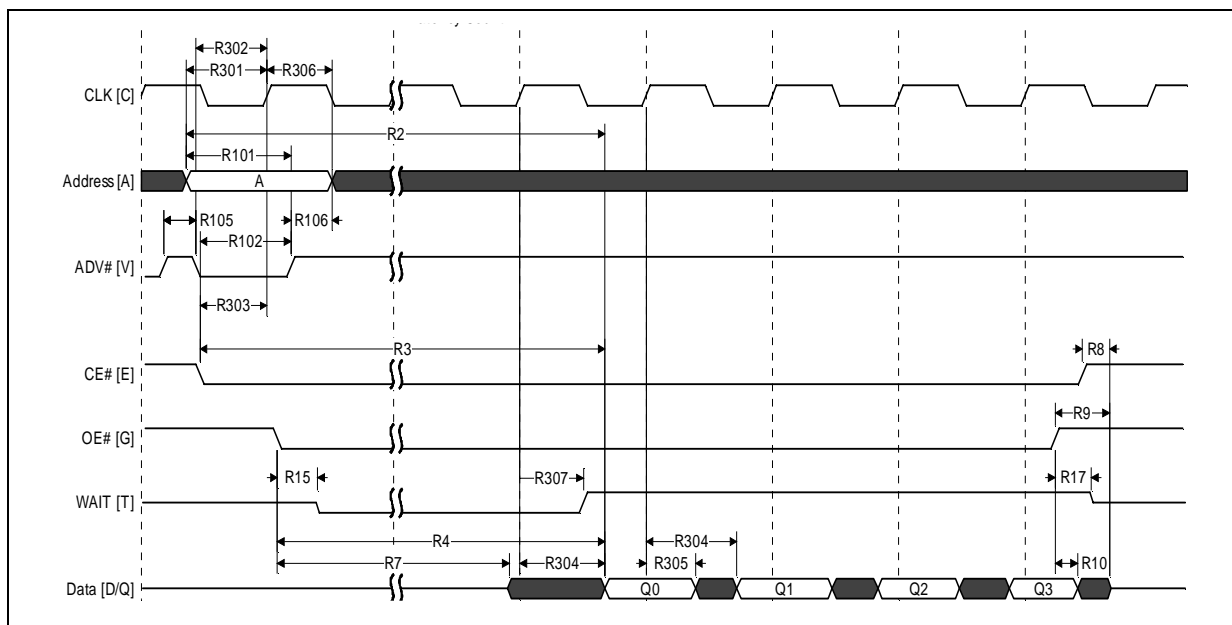 R302
R301
R306
CLK [C]
R2
R101
Address [A]
A
R105
R106
R102
ADV# [V]
R303
R3
CE# [E]
R8
R9
OE# [G]
R15
R307
R17
WAIT [T]
R4
R304
R7
R304
R305
R10
Data [D/Q]
Q0
Q1
Q2
Q3